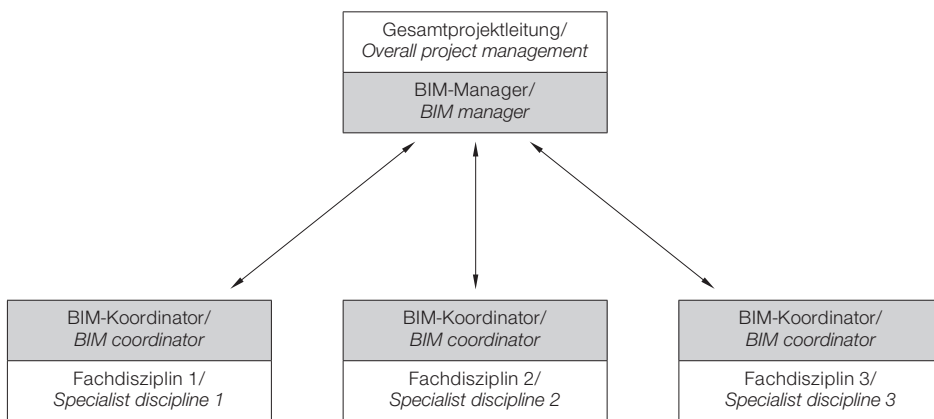 Gesamtprojektleitung/
Overall project management
BIM-Manager/
BIM manager
BIM-Koordinator/
BIM coordinator
Fachdisziplin 1/
Specialist discipline 1
BIM-Koordinator/
BIM coordinator
Fachdisziplin 2/
Specialist discipline 2
BIM-Koordinator/
BIM coordinator
Fachdisziplin 3/
Specialist discipline 3